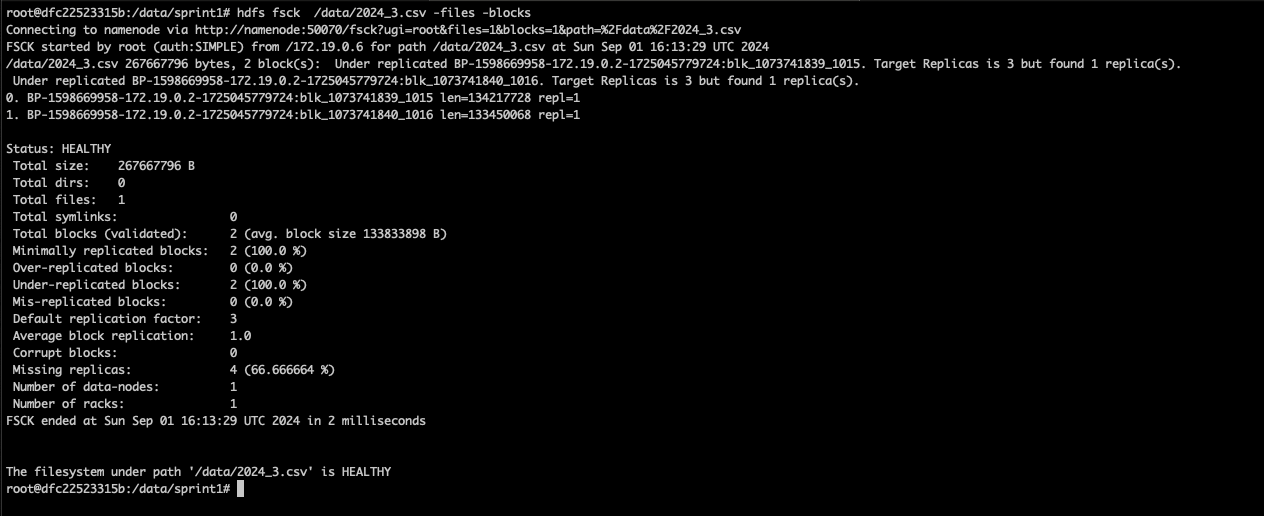 root@dfc22523315b:/data/sprint1# hdfs fsck  /data/2024_3.csv -files -blocks
Connecting to namenode via http://namenode:50070/fsck?ugi=root&files=1&blocks=1&path=%2Fdata%2F2024_3.csv
FSCK started by root (auth:SIMPLE) from /172.19.0.6 for path /data/2024_3.csv at Sun Sep 01 16:13:29 UTC 2024
/data/2024_3.csv 267667796 bytes, 2 block(s):  Under replicated BP-1598669958-172.19.0.2-1725045779724:blk_1073741839_1015. Target Replicas is 3 but found 1 replica(s).
 Under replicated BP-1598669958-172.19.0.2-1725045779724:blk_1073741840_1016. Target Replicas is 3 but found 1 replica(s).
0. BP-1598669958-172.19.0.2-1725045779724:blk_1073741839_1015 len=134217728 repl=1
1. BP-1598669958-172.19.0.2-1725045779724:blk_1073741840_1016 len=133450068 repl=1
Status: HEALTHY
 Total size:    267667796 B
 Total dirs:    0
 Total files:   1
 Total symlinks:                0
 Total blocks (validated):      2 (avg. block size 133833898 B)
 Minimally replicated blocks:   2 (100.0 %)
 Over-replicated blocks:        0 (0.0 %)
 Under-replicated blocks:       2 (100.0 %)
 Mis-replicated blocks:         0 (0.0 %)
 Default replication factor:    3
 Average block replication:     1.0
 Corrupt blocks:                0
 Missing replicas:              4 (66.666664 %)
 Number of data-nodes:          1
 Number of racks:               1
FSCK ended at Sun Sep 01 16:13:29 UTC 2024 in 2 milliseconds
The filesystem under path '/data/2024_3.csv' is HEALTHY
root@dfc22523315b:/data/sprint1#